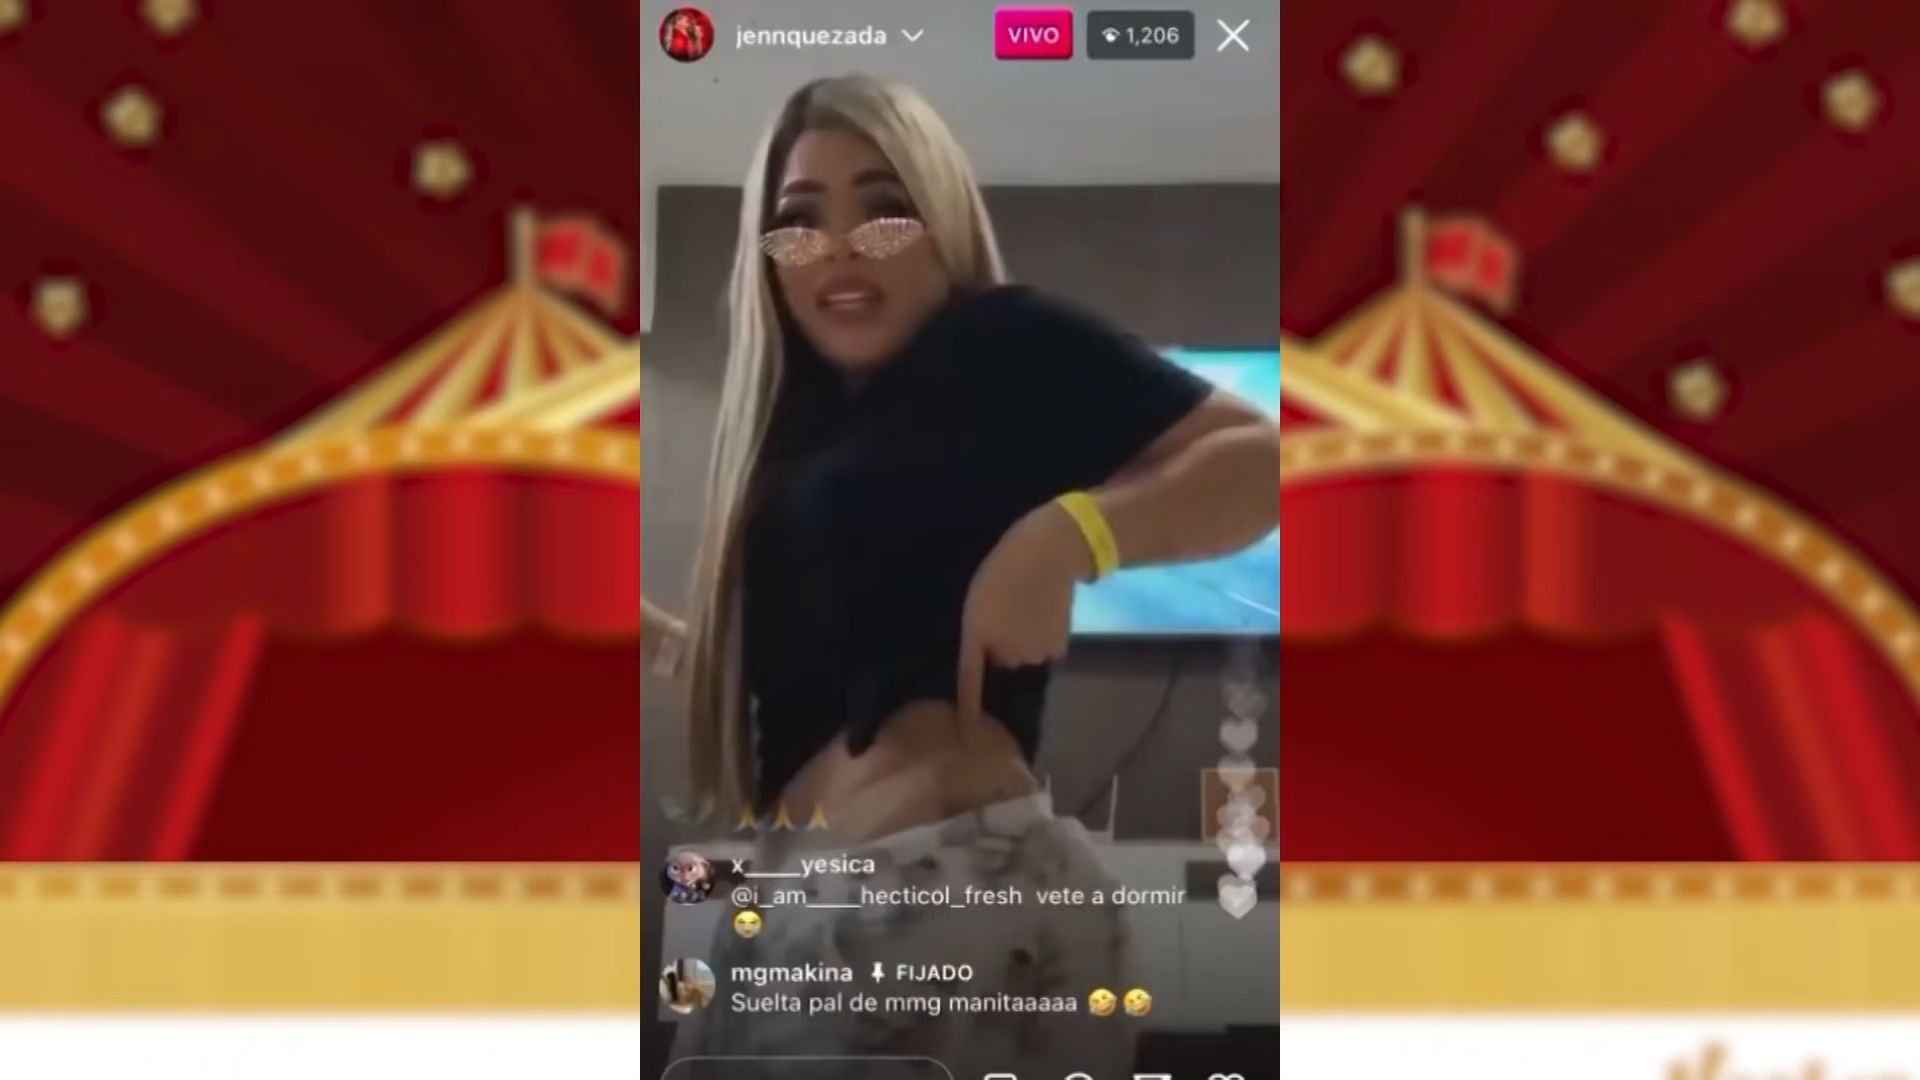 jennquezada
VIVO
1,206
x_____yesica
@i_am_____hecticol_fresh vete a dormir
😭
mgmakina 📌 FIJADO
Suelta pal de mmg manitaaaaa 🤣🤣